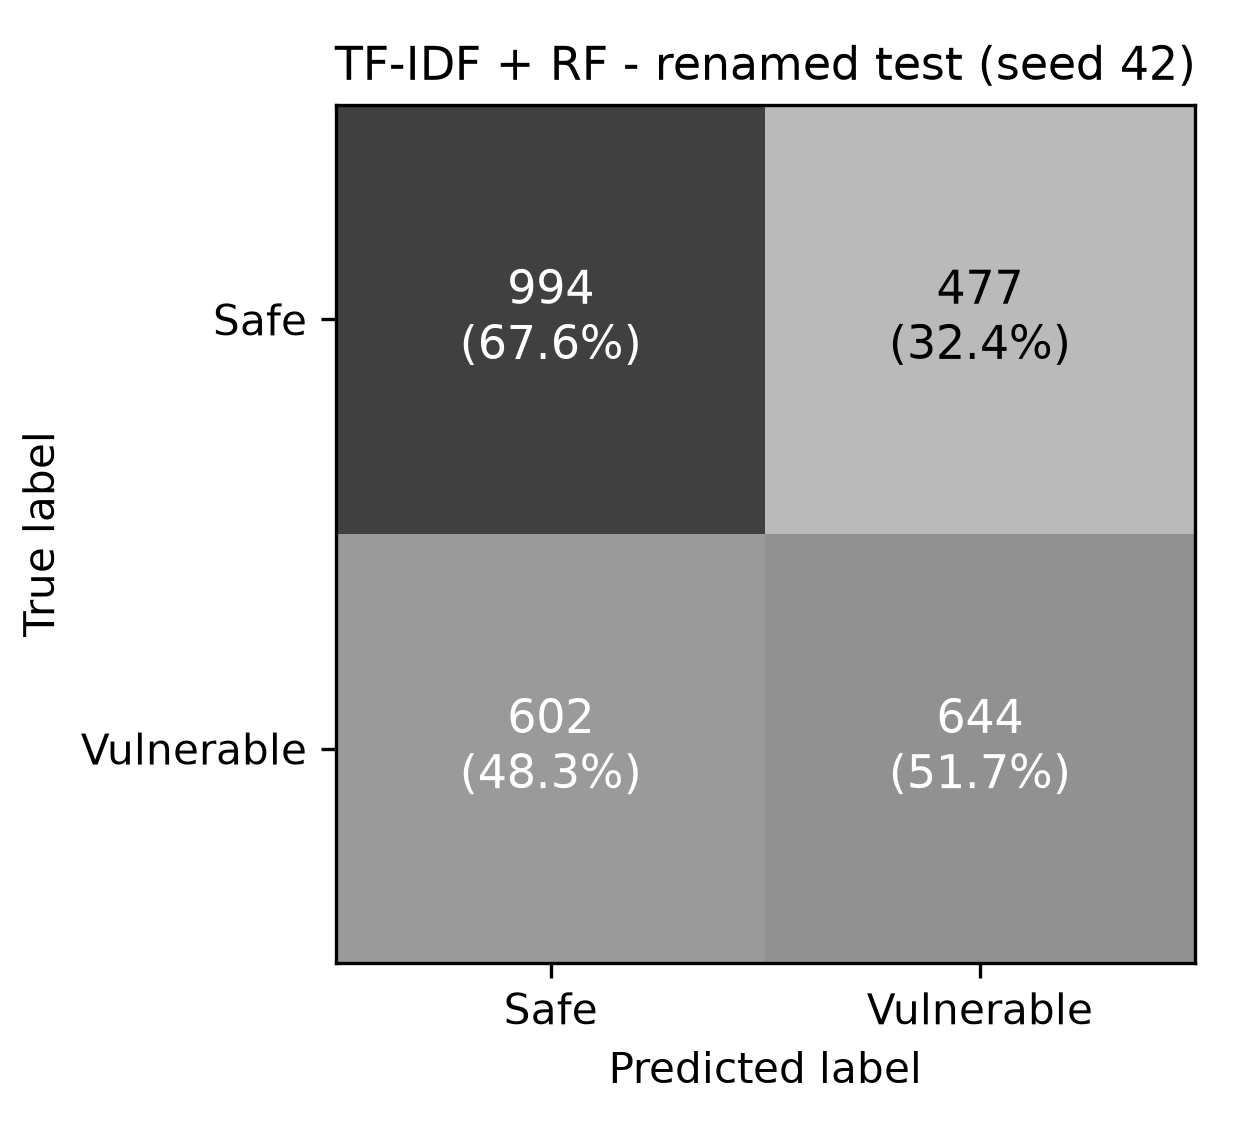 TF-IDF + RF - renamed test (seed 42)
994
(67.6%)
477
(32.4%)
Safe
True label
602
(48.3%)
644
(51.7%)
Vulnerable
Safe
Vulnerable
Predicted label